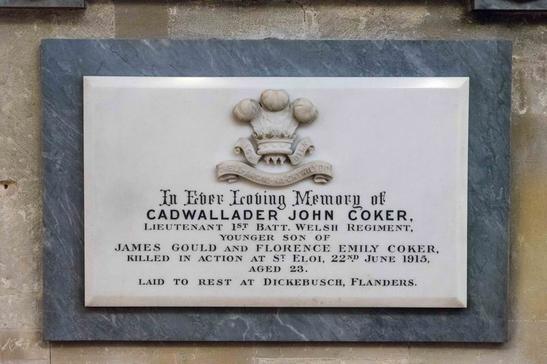 In Ever Loving Memory of
CADWALLADER JOHN COKER,
LIEUTENANT 1ST BATT. WELSH REGIMENT,
YOUNGER SON OF
JAMES GOULD AND FLORENCE EMILY COKER,
KILLED IN ACTION AT ST ELOI, 22ND JUNE 1915,
AGED 23.
LAID TO REST AT DICKEBUSCH, FLANDERS.